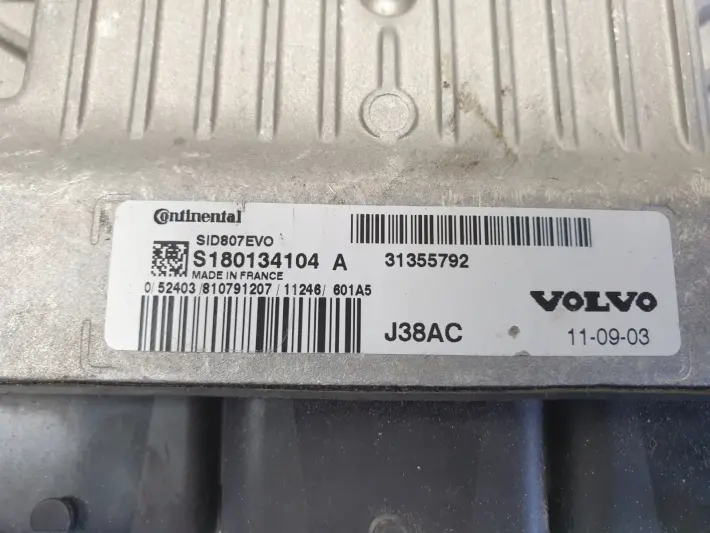 Continental
SID807EVO
S180134104 A
31355792
MADE IN FRANCE
0/52403/810791207/11246/601A5
VOLVO
J38AC
11-09-03